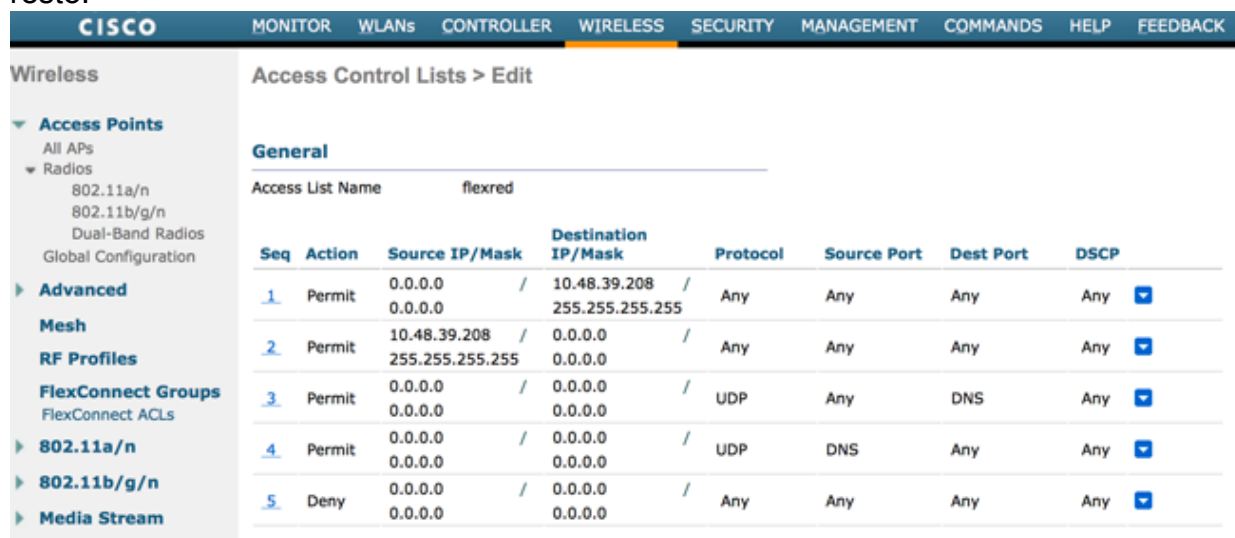 CISCO MONITOR WLANs CONTROLLER WIRELESS SECURITY MANAGEMENT COMMANDS HELP FEEDBACK
Wireless
Access Points
All APs
Radios
802.11a/n
802.11b/g/n
Dual-Band Radios
Global Configuration
Advanced
Mesh
RF Profiles
FlexConnect Groups
FlexConnect ACLs
802.11a/n
802.11b/g/n
Media Stream
Access Control Lists > Edit
General
Access List Name flexred
Seq Action Source IP/Mask Destination IP/Mask Protocol Source Port Dest Port DSCP
1 Permit 0.0.0.0 / 10.48.39.208 / Any Any Any Any
0.0.0.0 255.255.255.255
2 Permit 10.48.39.208 / 0.0.0.0 / Any Any Any Any
255.255.255.255 0.0.0.0
3 Permit 0.0.0.0 / 0.0.0.0 / UDP Any DNS Any
0.0.0.0 0.0.0.0
4 Permit 0.0.0.0 / 0.0.0.0 / UDP DNS Any Any
0.0.0.0 0.0.0.0
5 Deny 0.0.0.0 / 0.0.0.0 / Any Any Any Any
0.0.0.0 0.0.0.0